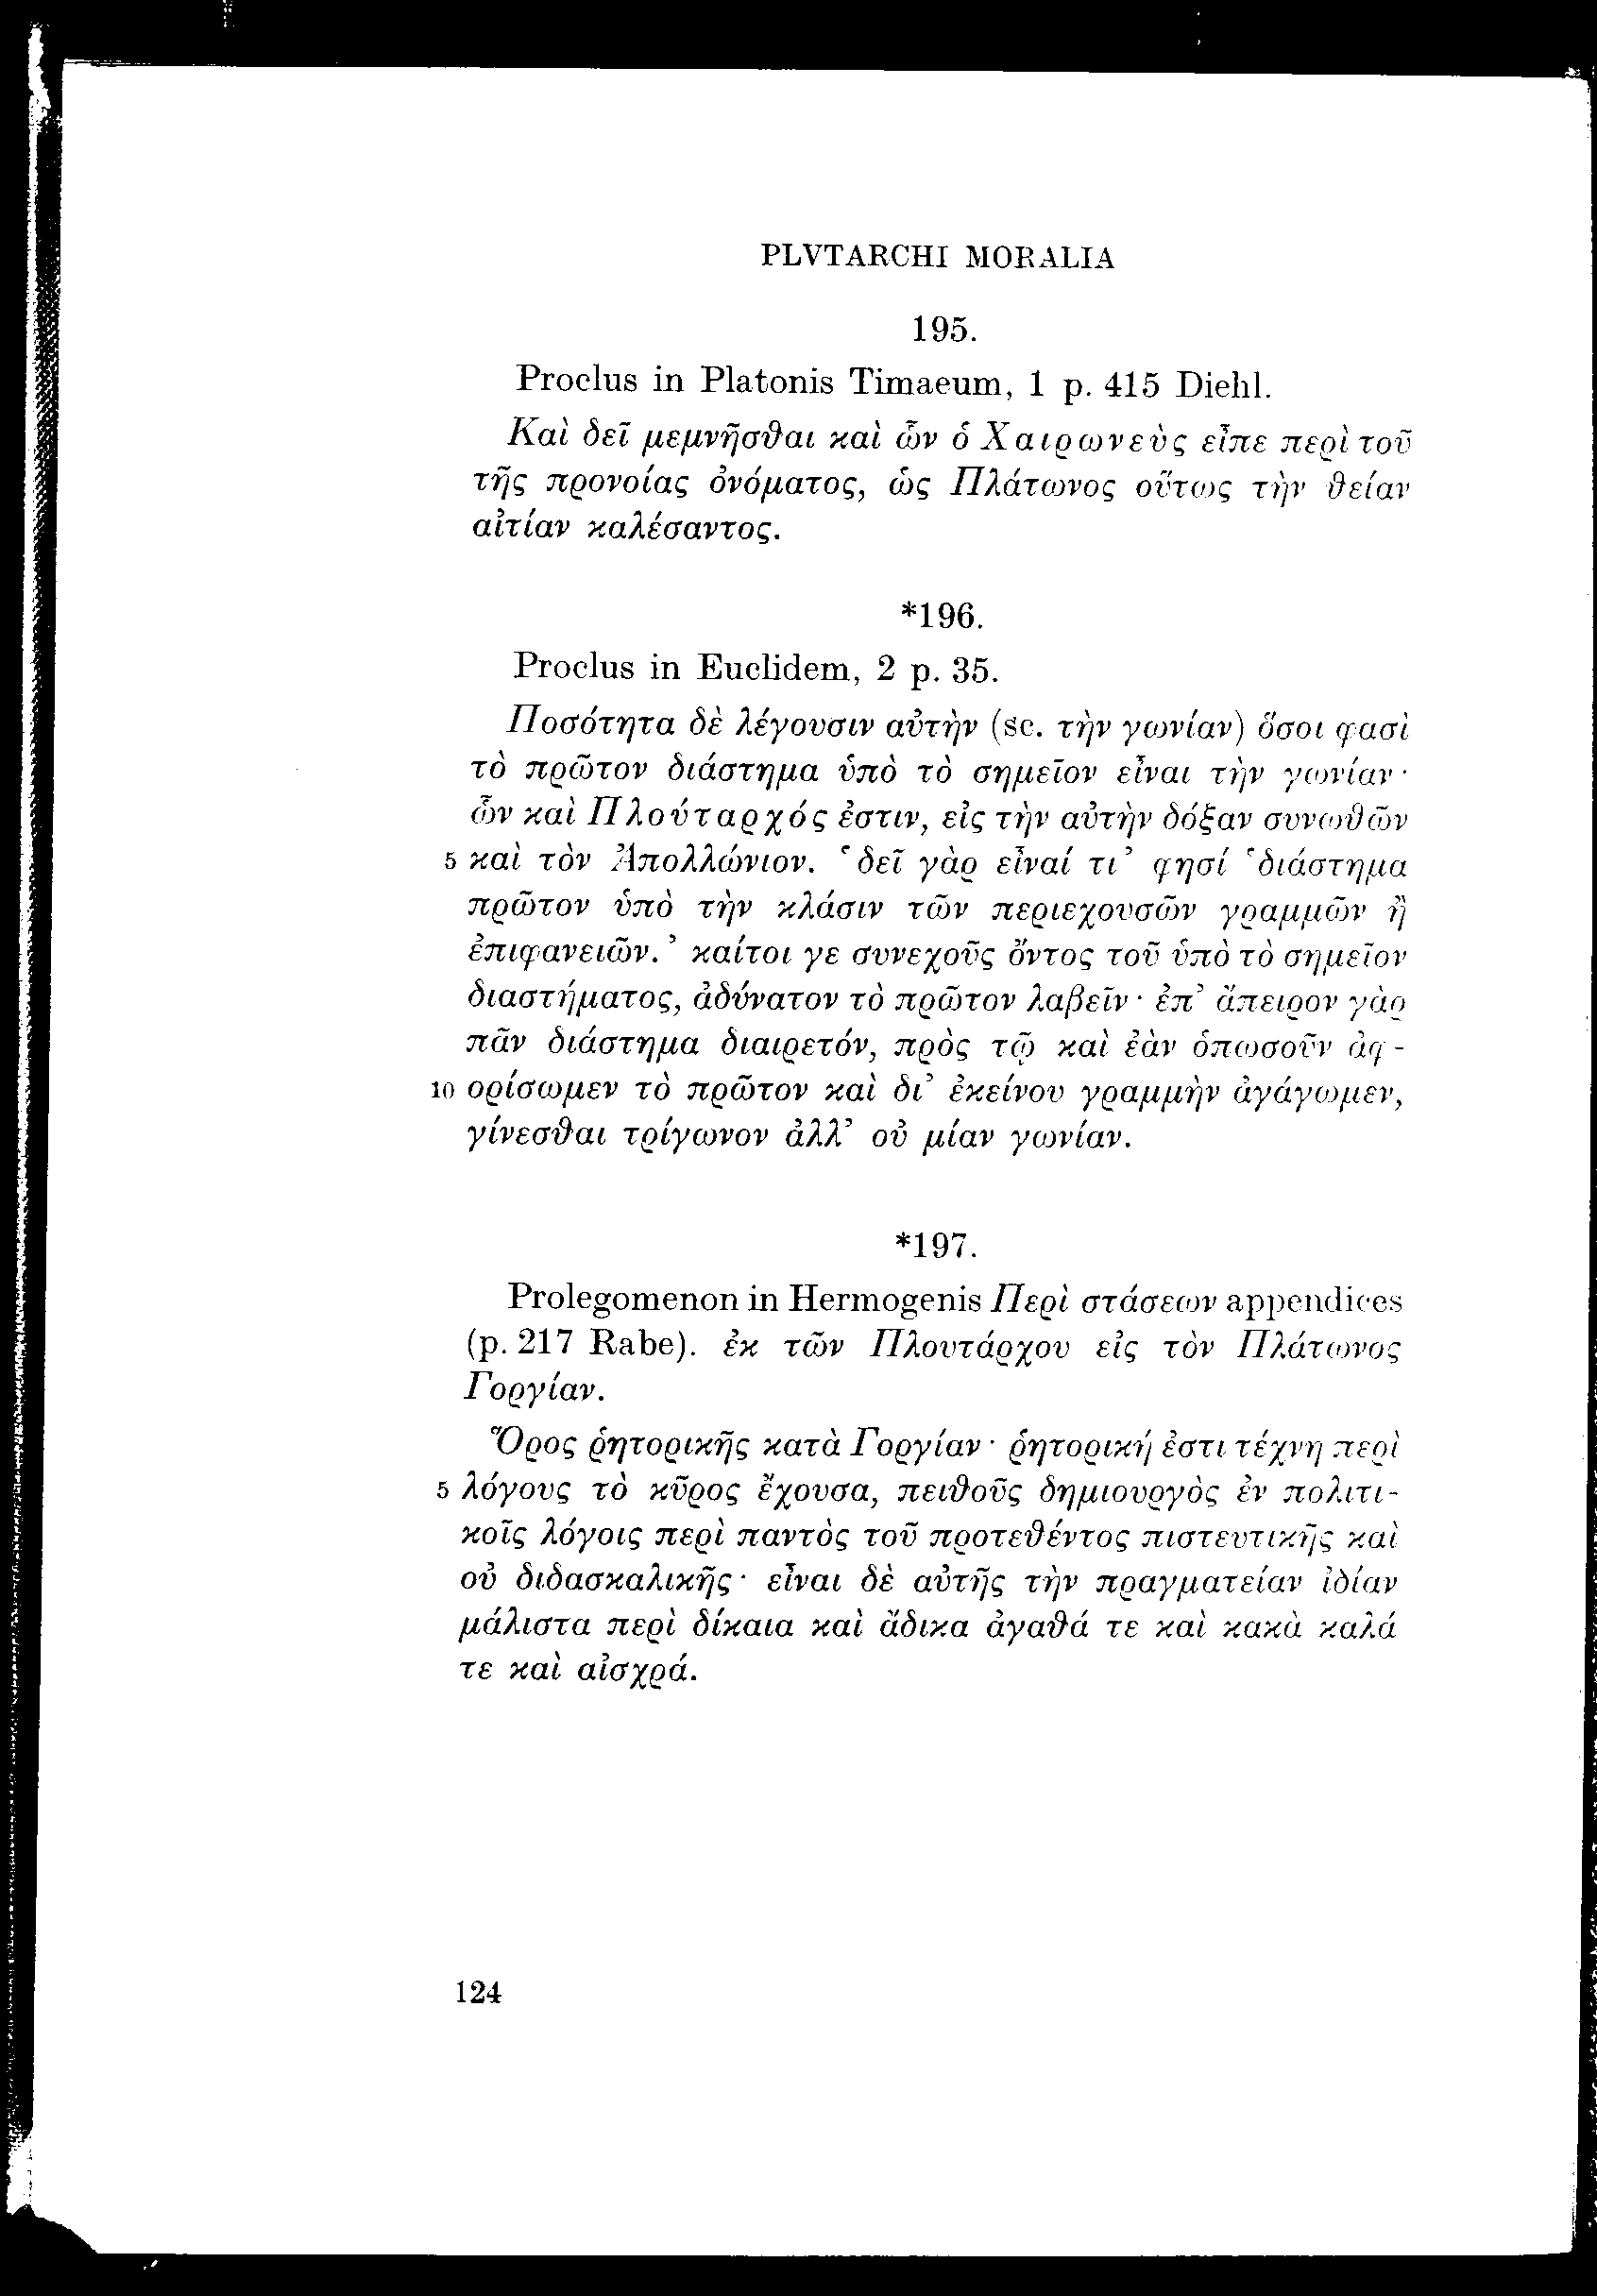 PLVTARCHI MORALIA
195.
Proclus in Platonis Timaeum, 1 p. 415 Diehl.
Καὶ δεῖ μεμνῆσθαι καὶ ὧν ὁ Χαιρωνεὺς εἶπε περὶ τοῦ
τῆς προνοίας ὀνόματος, ὡς Πλάτωνος οὕτως τὴν θείαν
αἰτίαν καλέσαντος.
*196.
Proclus in Euclidem, 2 p. 35.
Ποσότητα δὲ λέγουσιν αὐτὴν (sc. τὴν γωνίαν) ὅσοι φασὶ
τὸ πρῶτον διάστημα ὑπὸ τὸ σημεῖον εἶναι τὴν γωνίαν·
ὧν καὶ Πλούταρχός ἐστιν, εἰς τὴν αὐτὴν δόξαν συνωθῶν
5 καὶ τὸν Ἀπολλώνιον. ‘δεῖ γὰρ εἶναί τι’ φησί ‘διάστημα
πρῶτον ὑπὸ τὴν κλάσιν τῶν περιεχουσῶν γραμμῶν ἢ
ἐπιφανειῶν.’ καίτοι γε συνεχοῦς ὄντος τοῦ ὑπὸ τὸ σημεῖον
διαστήματος, ἀδύνατον τὸ πρῶτον λαβεῖν· ἐπ’ ἄπειρον γὰρ
πᾶν διάστημα διαιρετόν, πρὸς τῷ καὶ ἐὰν ὁπωσοῦν ἀφ-
10 ορίσωμεν τὸ πρῶτον καὶ δι’ ἐκείνου γραμμὴν ἀγάγωμεν,
γίνεσθαι τρίγωνον ἀλλ’ οὐ μίαν γωνίαν.
*197.
Prolegomenon in Hermogenis Περὶ στάσεων appendices
(p. 217 Rabe). ἐκ τῶν Πλουτάρχου εἰς τὸν Πλάτωνος
Γοργίαν.
Ὅρος ῥητορικῆς κατὰ Γοργίαν· ῥητορική ἐστι τέχνη περὶ
5 λόγους τὸ κῦρος ἔχουσα, πειθοῦς δημιουργὸς ἐν πολιτι-
κοῖς λόγοις περὶ παντὸς τοῦ προτεθέντος πιστευτικῆς καὶ
οὐ διδασκαλικῆς· εἶναι δὲ αὐτῆς τὴν πραγματείαν ἰδίαν
μάλιστα περὶ δίκαια καὶ ἄδικα ἀγαθά τε καὶ κακὰ καλά
τε καὶ αἰσχρά.
124